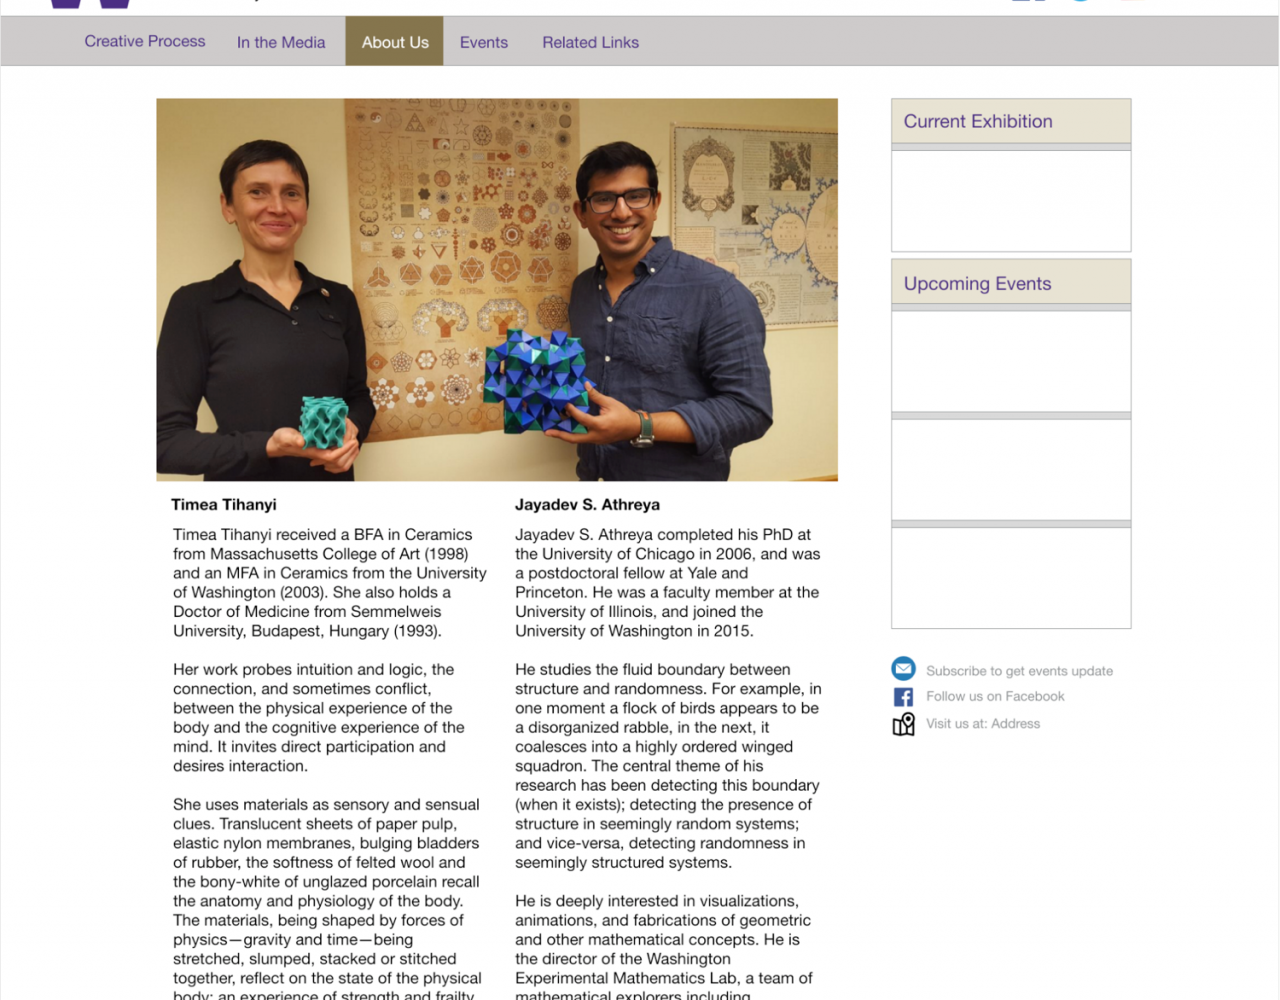 Creative Process
In the Media
About Us
Events
Related Links
Current Exhibition
Upcoming Events
Timea Tihanyi
Timea Tihanyi received a BFA in Ceramics
from Massachusetts College of Art (1998)
and an MFA in Ceramics from the University
of Washington (2003). She also holds a
Doctor of Medicine from Semmelweis
University, Budapest, Hungary (1993).
Her work probes intuition and logic, the
connection, and sometimes conflict,
between the physical experience of the
body and the cognitive experience of the
mind. It invites direct participation and
desires interaction.
She uses materials as sensory and sensual
clues. Translucent sheets of paper pulp,
elastic nylon membranes, bulging bladders
of rubber, the softness of felted wool and
the bony-white of unglazed porcelain recall
the anatomy and physiology of the body.
The materials, being shaped by forces of
physics—gravity and time—being
stretched, slumped, stacked or stitched
together, reflect on the state of the physical
body: an experience of strength and frailty
Jayadev S. Athreya
Jayadev S. Athreya completed his PhD at
the University of Chicago in 2006, and was
a postdoctoral fellow at Yale and
Princeton. He was a faculty member at the
University of Illinois, and joined the
University of Washington in 2015.
He studies the fluid boundary between
structure and randomness. For example, in
one moment a flock of birds appears to be
a disorganized rabble, in the next, it
coalesces into a highly ordered winged
squadron. The central theme of his
research has been detecting this boundary
(when it exists); detecting the presence of
structure in seemingly random systems;
and vice-versa, detecting randomness in
seemingly structured systems.
He is deeply interested in visualizations,
animations, and fabrications of geometric
and other mathematical concepts. He is
the director of the Washington
Experimental Mathematics Lab, a team of
mathematical explorers including
Subscribe to get events update
Follow us on Facebook
Visit us at: Address